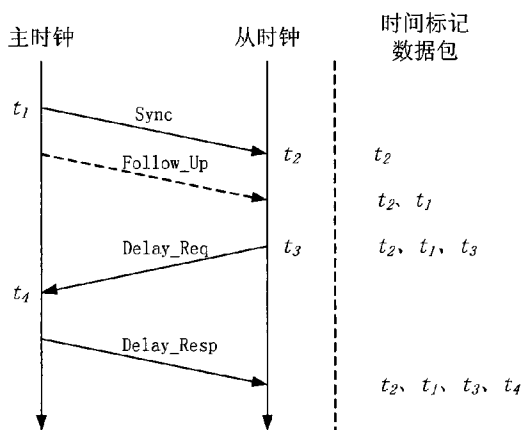 主时钟
从时钟
时间标记
数据包
t1
Sync
t2
t2
Follow_Up
t2、t1
Delay_Req
t3
t2、t1、t3
t4
Delay_Resp
t2、t1、t3、t4